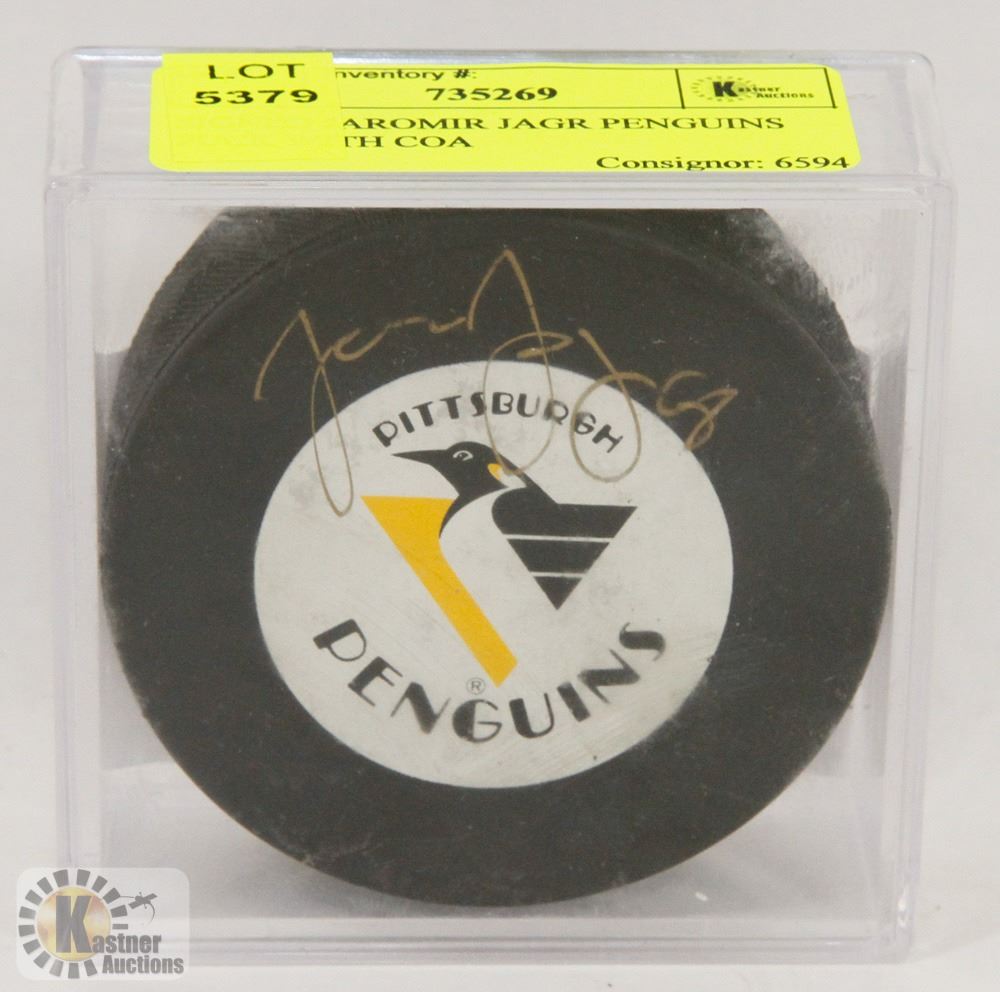 LOT
5379
Inventory #:
735269
Kastner
Auctions
AROMIR JAGR PENGUINS
TH COA
Consignor: 6594
PITTSBURGH
PENGUINS
®
Kastner
Auctions